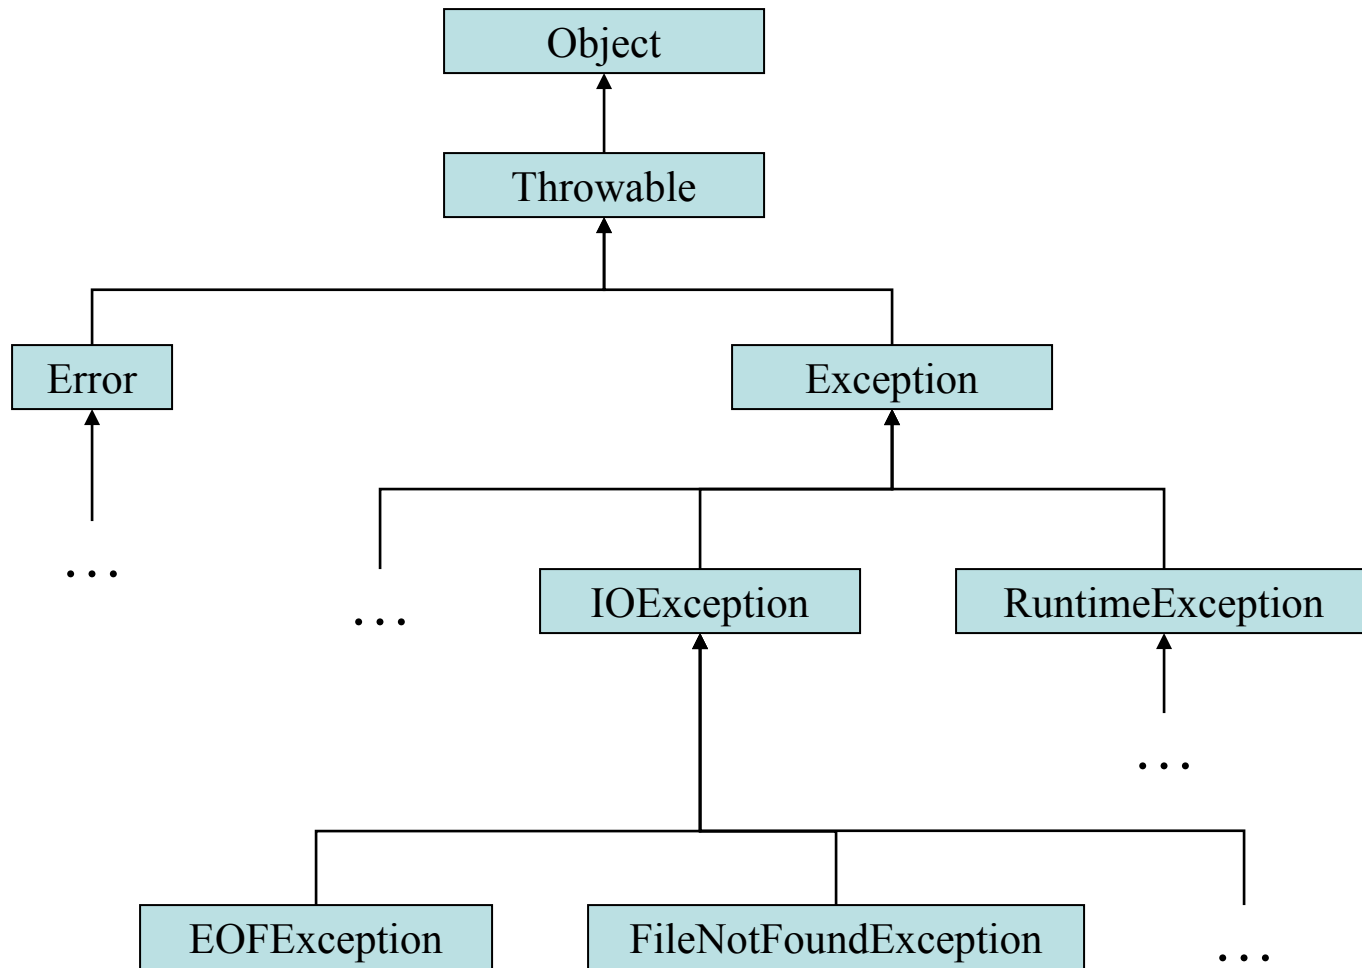 Object
Throwable
Error
Exception
...
...
IOException
RuntimeException
...
EOFException
FileNotFoundException
...